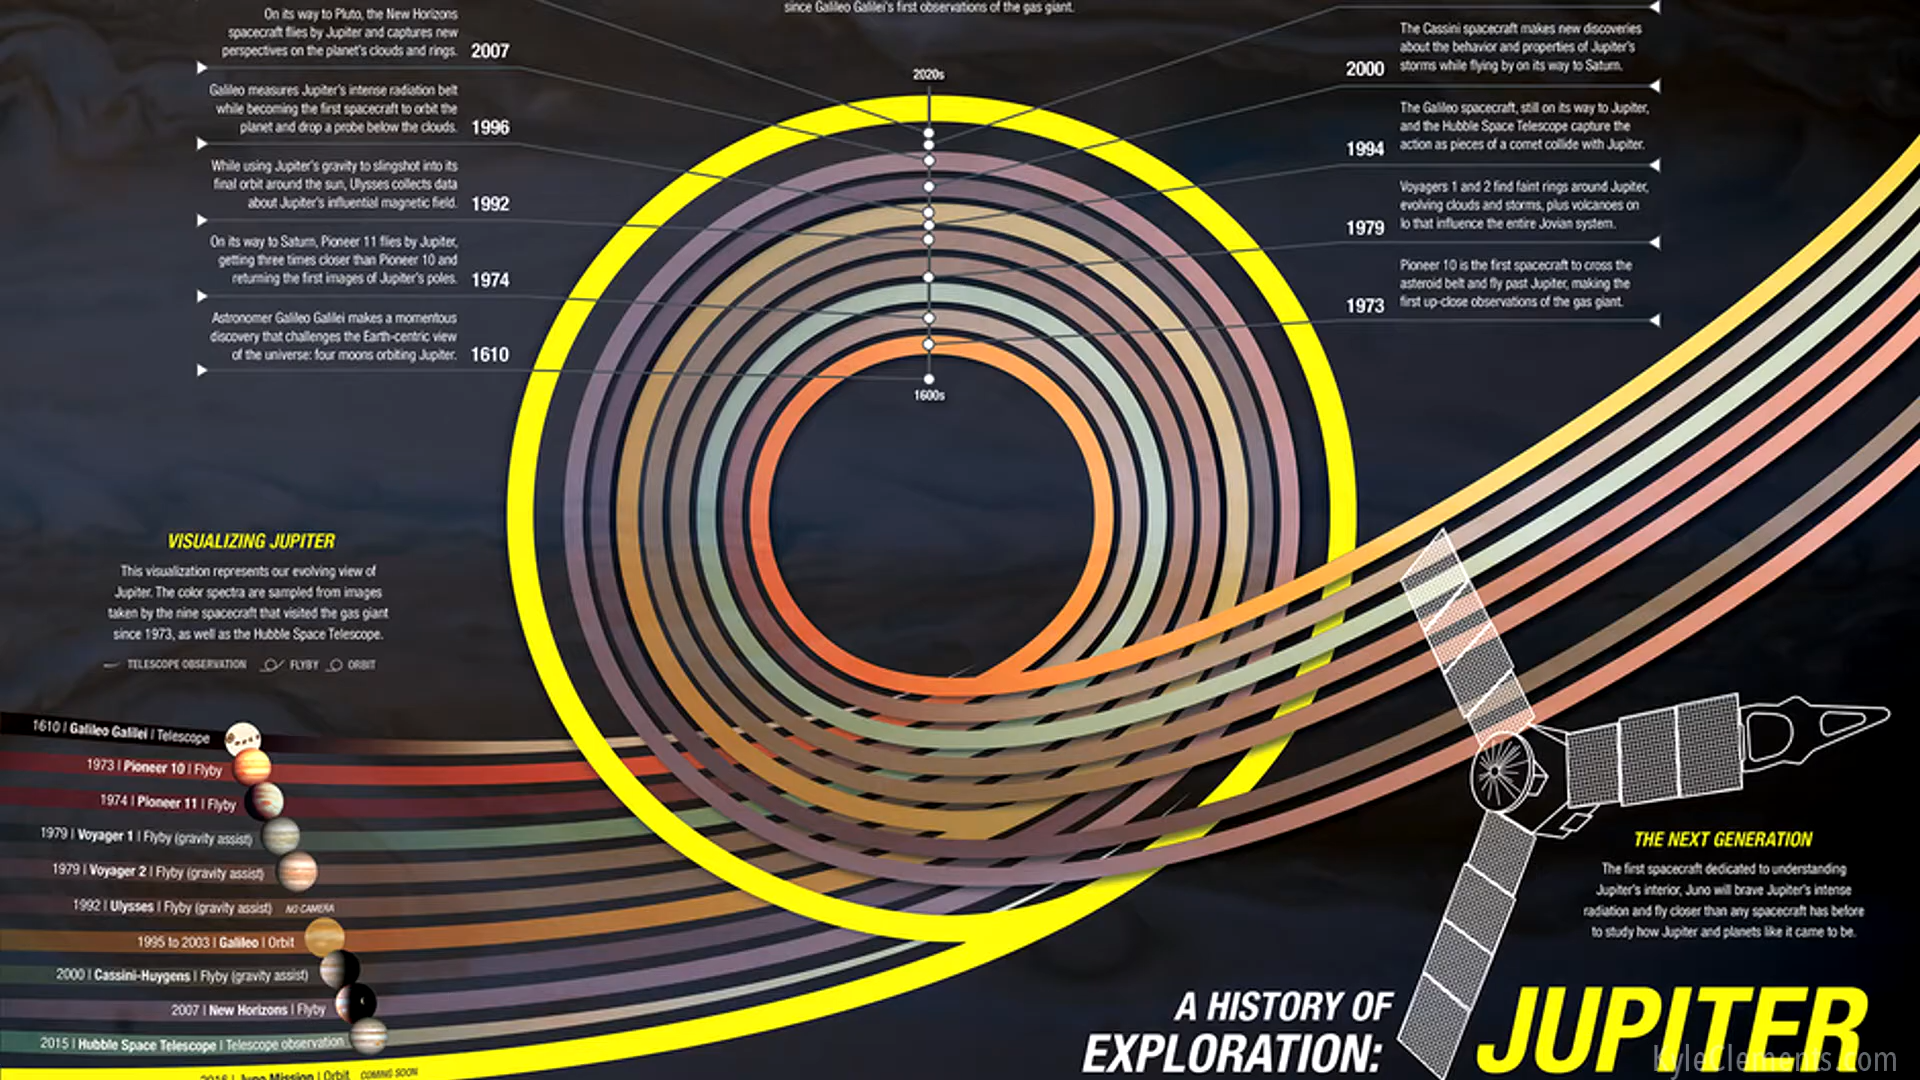 since Galileo Galilei's first observations of the gas giant.
On its way to Pluto, the New Horizons
spacecraft flies by Jupiter and captures new
perspectives on the planet's clouds and rings.
2007
Galileo measures Jupiter's intense radiation belt
while becoming the first spacecraft to orbit the
planet and drop a probe below the clouds.
1996
While using Jupiter's gravity to slingshot into its
final orbit around the sun, Ulysses collects data
about Jupiter's influential magnetic field.
1992
On its way to Saturn, Pioneer 11 flies by Jupiter,
getting three times closer than Pioneer 10 and
returning the first images of Jupiter's poles.
1974
Astronomer Galileo Galilei makes a momentous
discovery that challenges the Earth-centric view
of the universe: four moons orbiting Jupiter.
1610
2020s
1600s
The Cassini spacecraft makes new discoveries
about the behavior and properties of Jupiter's
storms while flying by on its way to Saturn.
2000
The Galileo spacecraft, still on its way to Jupiter,
and the Hubble Space Telescope capture the
action as pieces of a comet collide with Jupiter.
1994
Voyagers 1 and 2 find faint rings around Jupiter,
evolving clouds and storms, plus volcanoes on
Io that influence the entire Jovian system.
1979
Pioneer 10 is the first spacecraft to cross the
asteroid belt and fly past Jupiter, making the
first up-close observations of the gas giant.
1973
VISUALIZING JUPITER
This visualization represents our evolving view of
Jupiter. The color spectra are sampled from images
taken by the nine spacecraft that visited the gas giant
since 1973, as well as the Hubble Space Telescope.
TELESCOPE OBSERVATION FLYBY ORBIT
1610 | Galileo Galilei | Telescope
1973 | Pioneer 10 | Flyby
1974 | Pioneer 11 | Flyby
1979 | Voyager 1 | Flyby (gravity assist)
1979 | Voyager 2 | Flyby (gravity assist)
1992 | Ulysses | Flyby (gravity assist) NO CAMERA
1995 to 2003 | Galileo | Orbit
2000 | Cassini-Huygens | Flyby (gravity assist)
2007 | New Horizons | Flyby
2015 | Hubble Space Telescope | Telescope observation
2016 | Juno Mission | Orbit COMING SOON
THE NEXT GENERATION
The first spacecraft dedicated to understanding
Jupiter's interior, Juno will brave Jupiter's intense
radiation and fly closer than any spacecraft has before
to study how Jupiter and planets like it came to be.
A HISTORY OF
EXPLORATION:
JUPITER
KyleClements.com